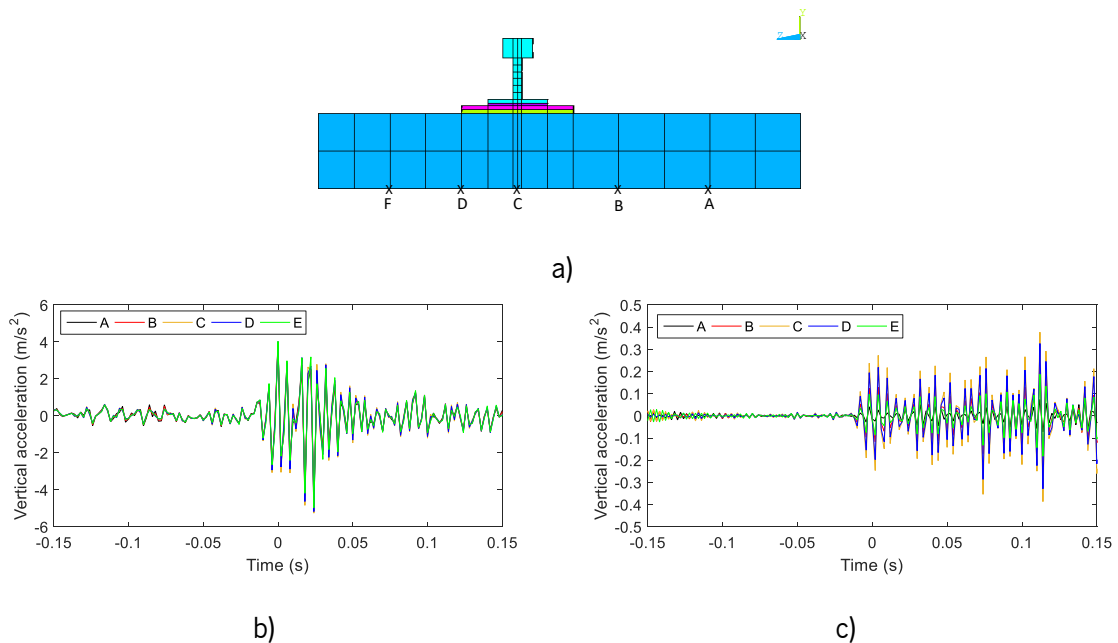 Y
Z
X
X X X X X
F D C B A
a)
A B C D E
Vertical acceleration (m/s²)
6
4
2
0
-2
-4
-6
-0.15 -0.1 -0.05 0 0.05 0.1 0.15
Time (s)
b)
A B C D E
Vertical acceleration (m/s²)
0.5
0.4
0.3
0.2
0.1
0
-0.1
-0.2
-0.3
-0.4
-0.5
-0.15 -0.1 -0.05 0 0.05 0.1 0.15
Time (s)
c)